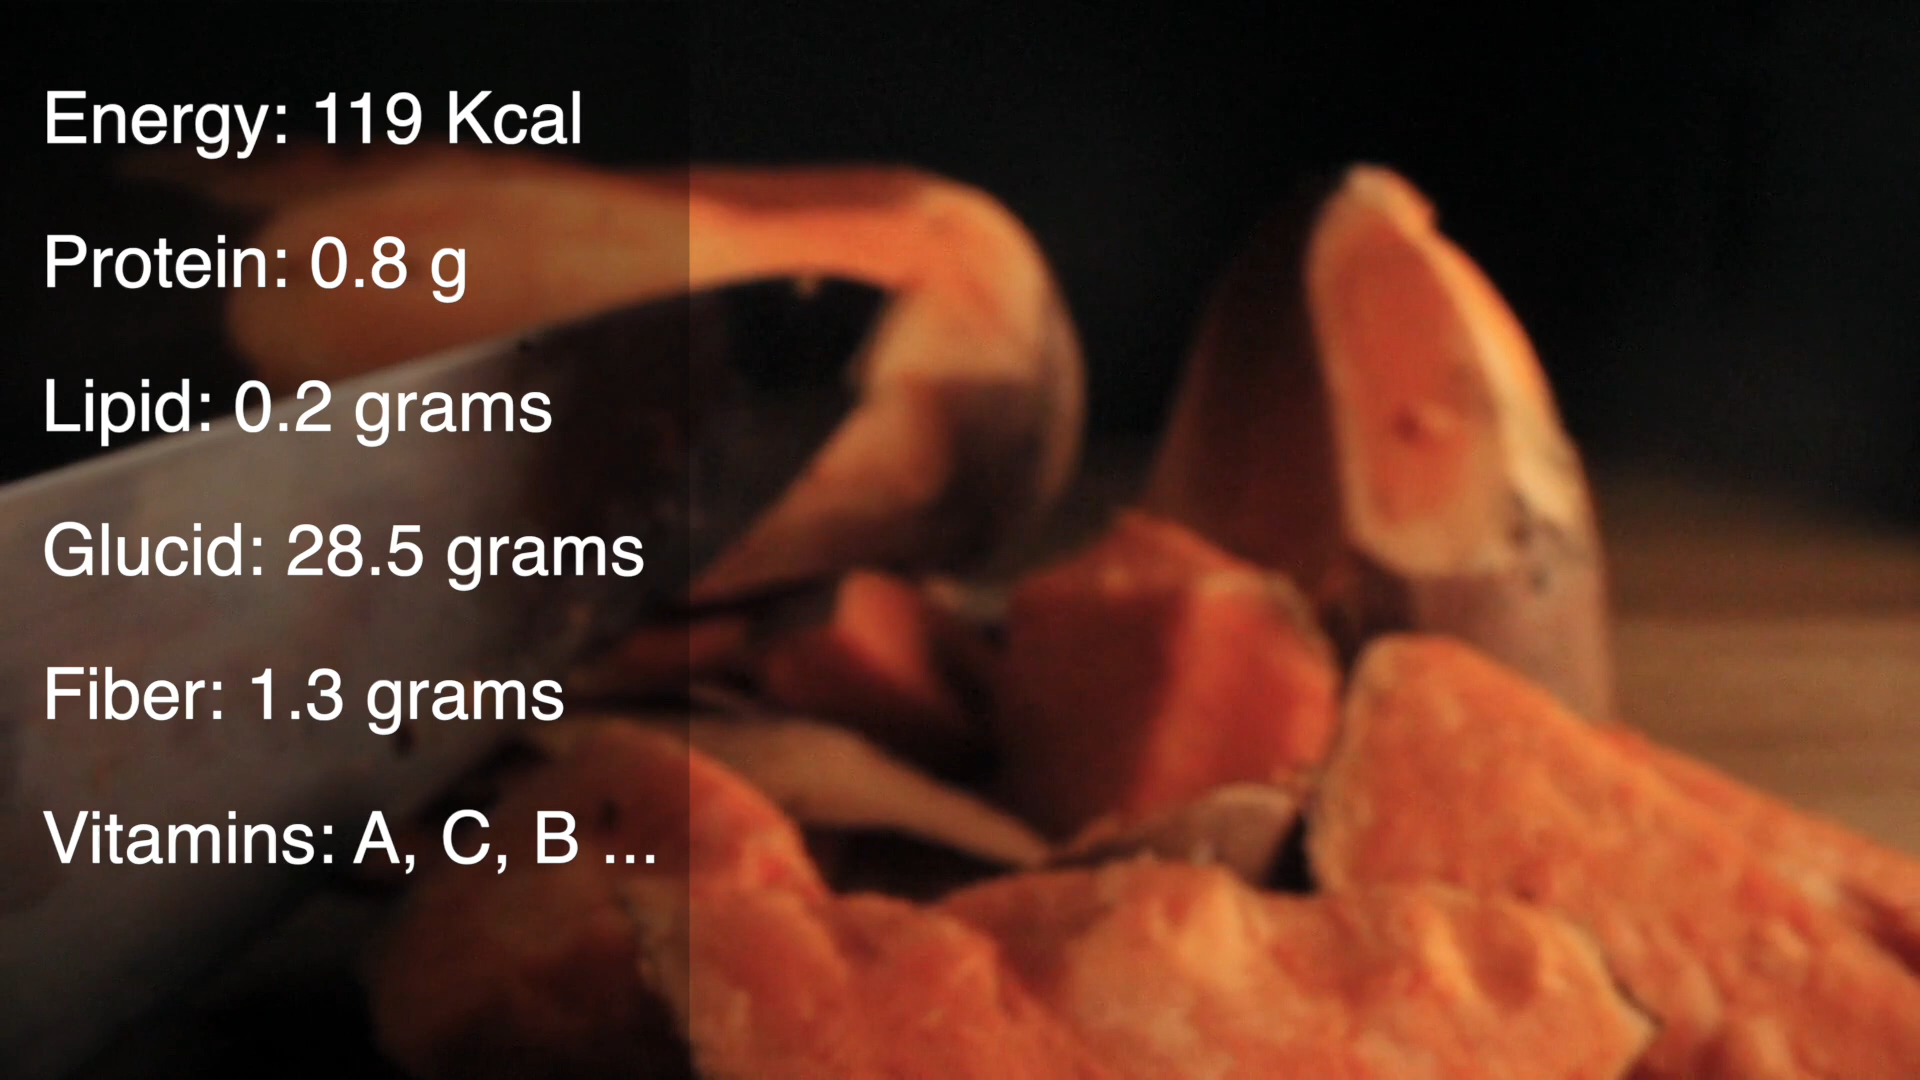 Energy: 119 Kcal
Protein: 0.8 g
Lipid: 0.2 grams
Glucid: 28.5 grams
Fiber: 1.3 grams
Vitamins: A, C, B ...